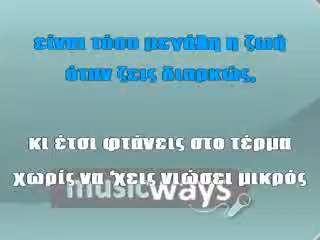 είναι τόσο μεγάλη η ζωή
όταν ζεις διαρκώς,
κι έτσι φτάνεις στο τέρμα
χωρίς να 'χεις νιώσει μικρός
musicways